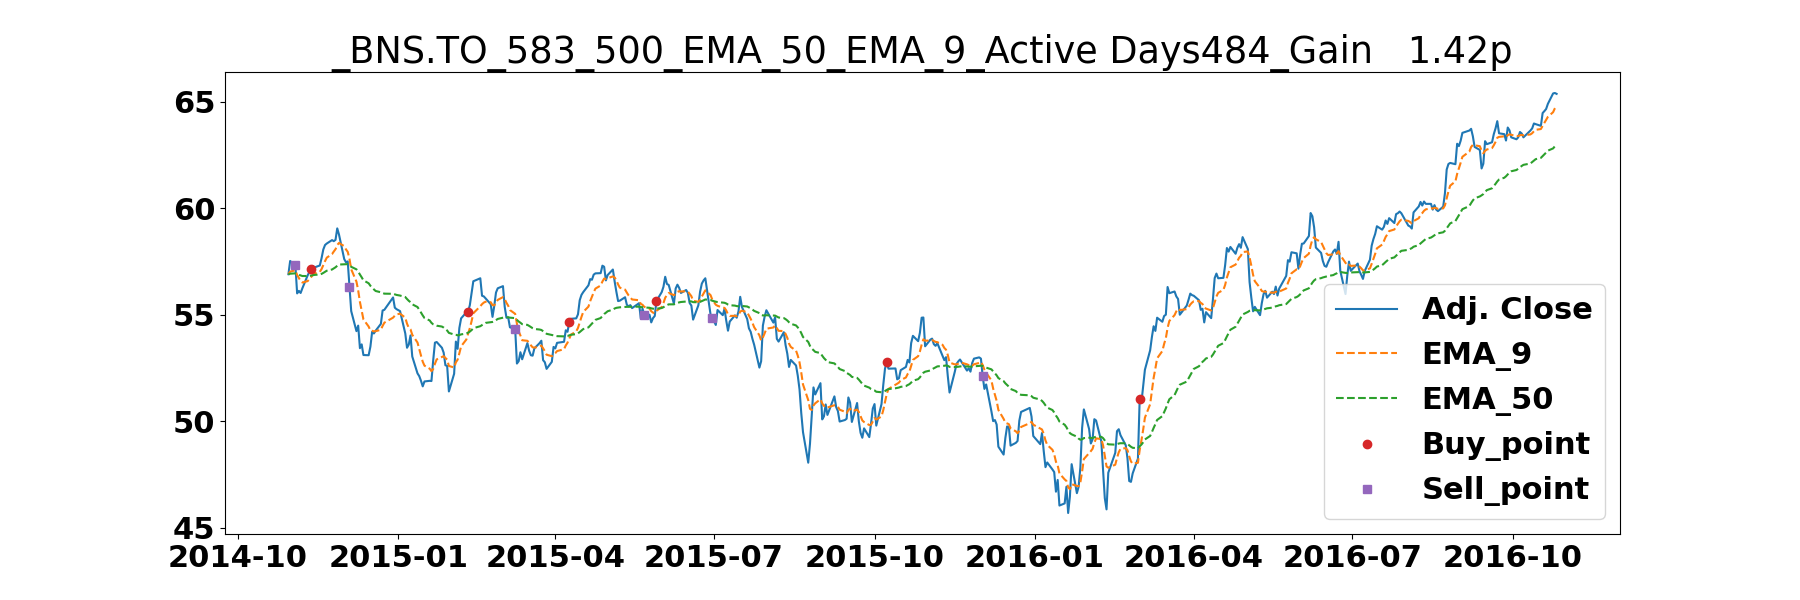 _BNS.TO_583_500_EMA_50_EMA_9_Active Days484_Gain   1.42p
65
60
55
50
45
Adj. Close
EMA_9
EMA_50
Buy_point
Sell_point
2014-10 2015-01 2015-04 2015-07 2015-10 2016-01 2016-04 2016-07 2016-10